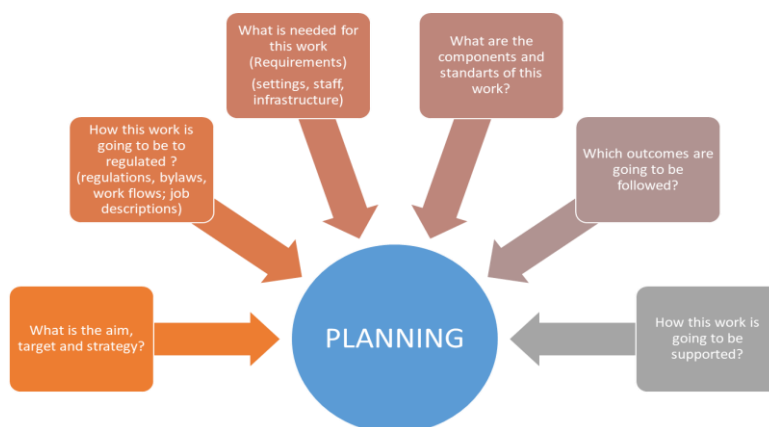 What is needed for
this work
(Requirements)
(settings, staff,
infrastructure)
What are the
components and
standarts of this
work?
How this work is
going to be to
regulated ?
(regulations, bylaws,
work flows; job
descriptions)
Which outcomes are
going to be
followed?
What is the aim,
target and strategy?
PLANNING
How this work is
going to be
supported?